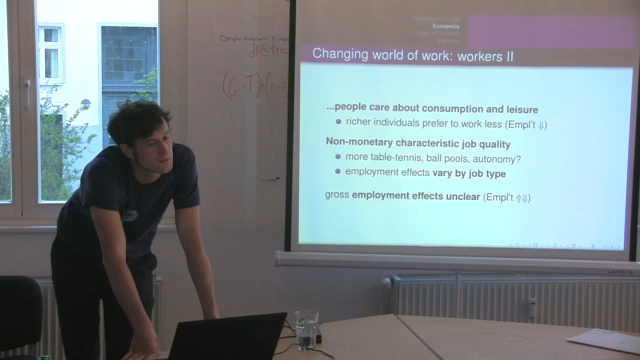 Economics
Changing world of work: workers II
...people care about consumption and leisure
richer individuals prefer to work less (Empl't ⇓)
Non-monetary characteristic job quality
more table-tennis, ball pools, autonomy?
employment effects vary by job type
gross employment effects unclear (Empl't ⇑⇓)